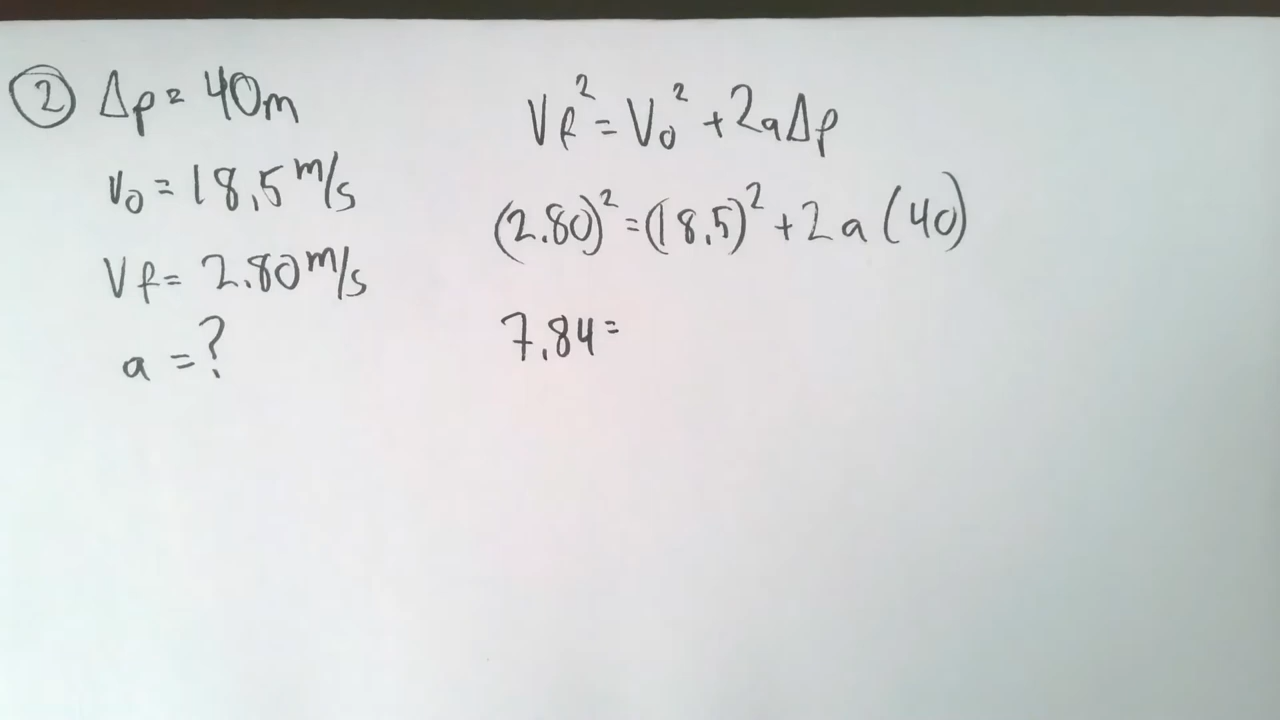 ② Δp = 40m
v₀ = 18.5 m/s
Vf = 2.80 m/s
a = ?
Vf² = V₀² + 2aΔp
(2.80)² = (18.5)² + 2a(40)
7.84 =